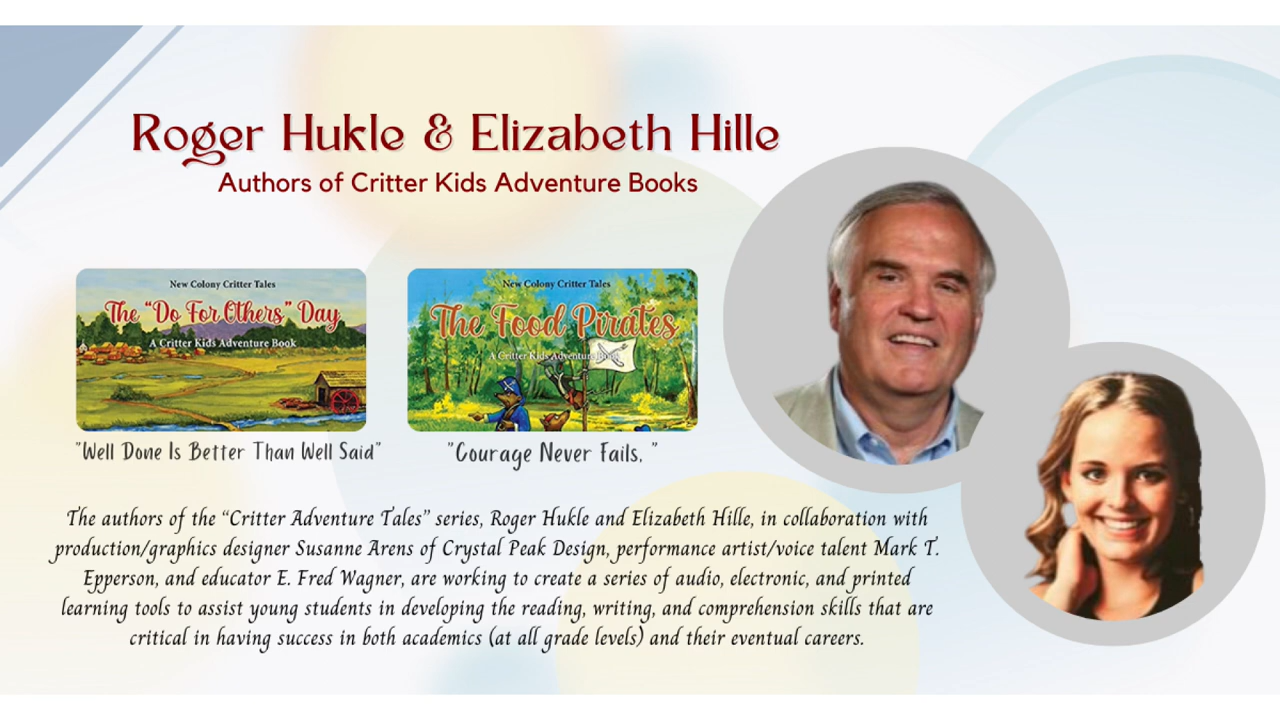 Roger Hukle & Elizabeth Hille
Authors of Critter Kids Adventure Books
New Colony Critter Tales
The "Do For Others" Day
A Critter Kids Adventure Book
"Well Done Is Better Than Well Said"
New Colony Critter Tales
The Food Pirates
A Critter Kids Adventure Book
"Courage Never Fails. "
The authors of the “Critter Adventure Tales” series, Roger Hukle and Elizabeth Hille, in collaboration with
production/graphics designer Susanne Arens of Crystal Peak Design, performance artist/voice talent Mark T.
Epperson, and educator E. Fred Wagner, are working to create a series of audio, electronic, and printed
learning tools to assist young students in developing the reading, writing, and comprehension skills that are
critical in having success in both academics (at all grade levels) and their eventual careers.